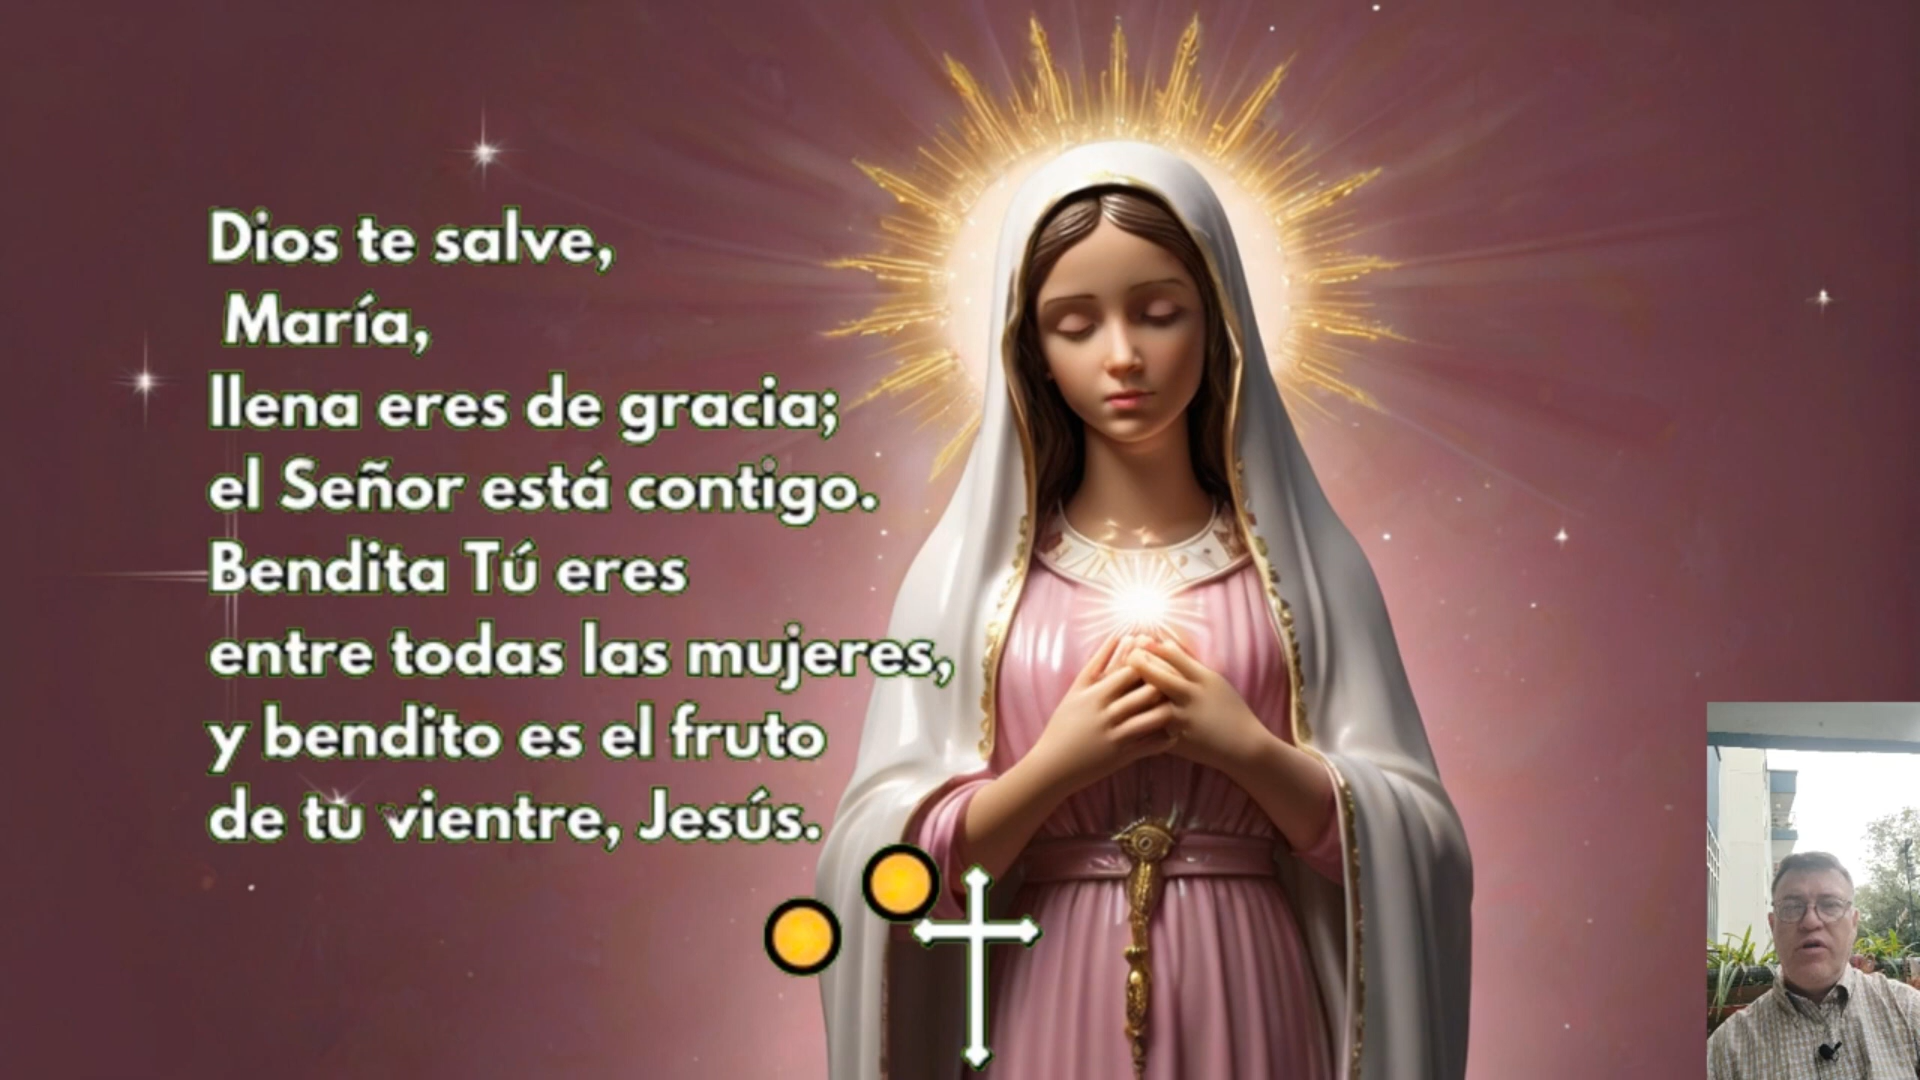 Dios te salve,
María,
llena eres de gracia;
el Señor está contigo.
Bendita Tú eres
entre todas las mujeres,
y bendito es el fruto
de tu vientre, Jesús.